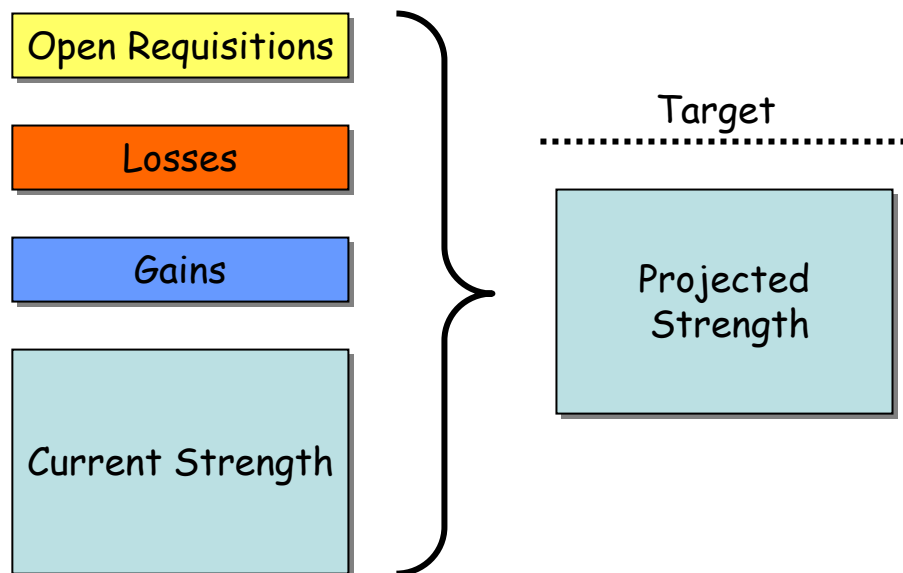 Open Requisitions
Losses
Gains
Current Strength
Target
Projected
Strength